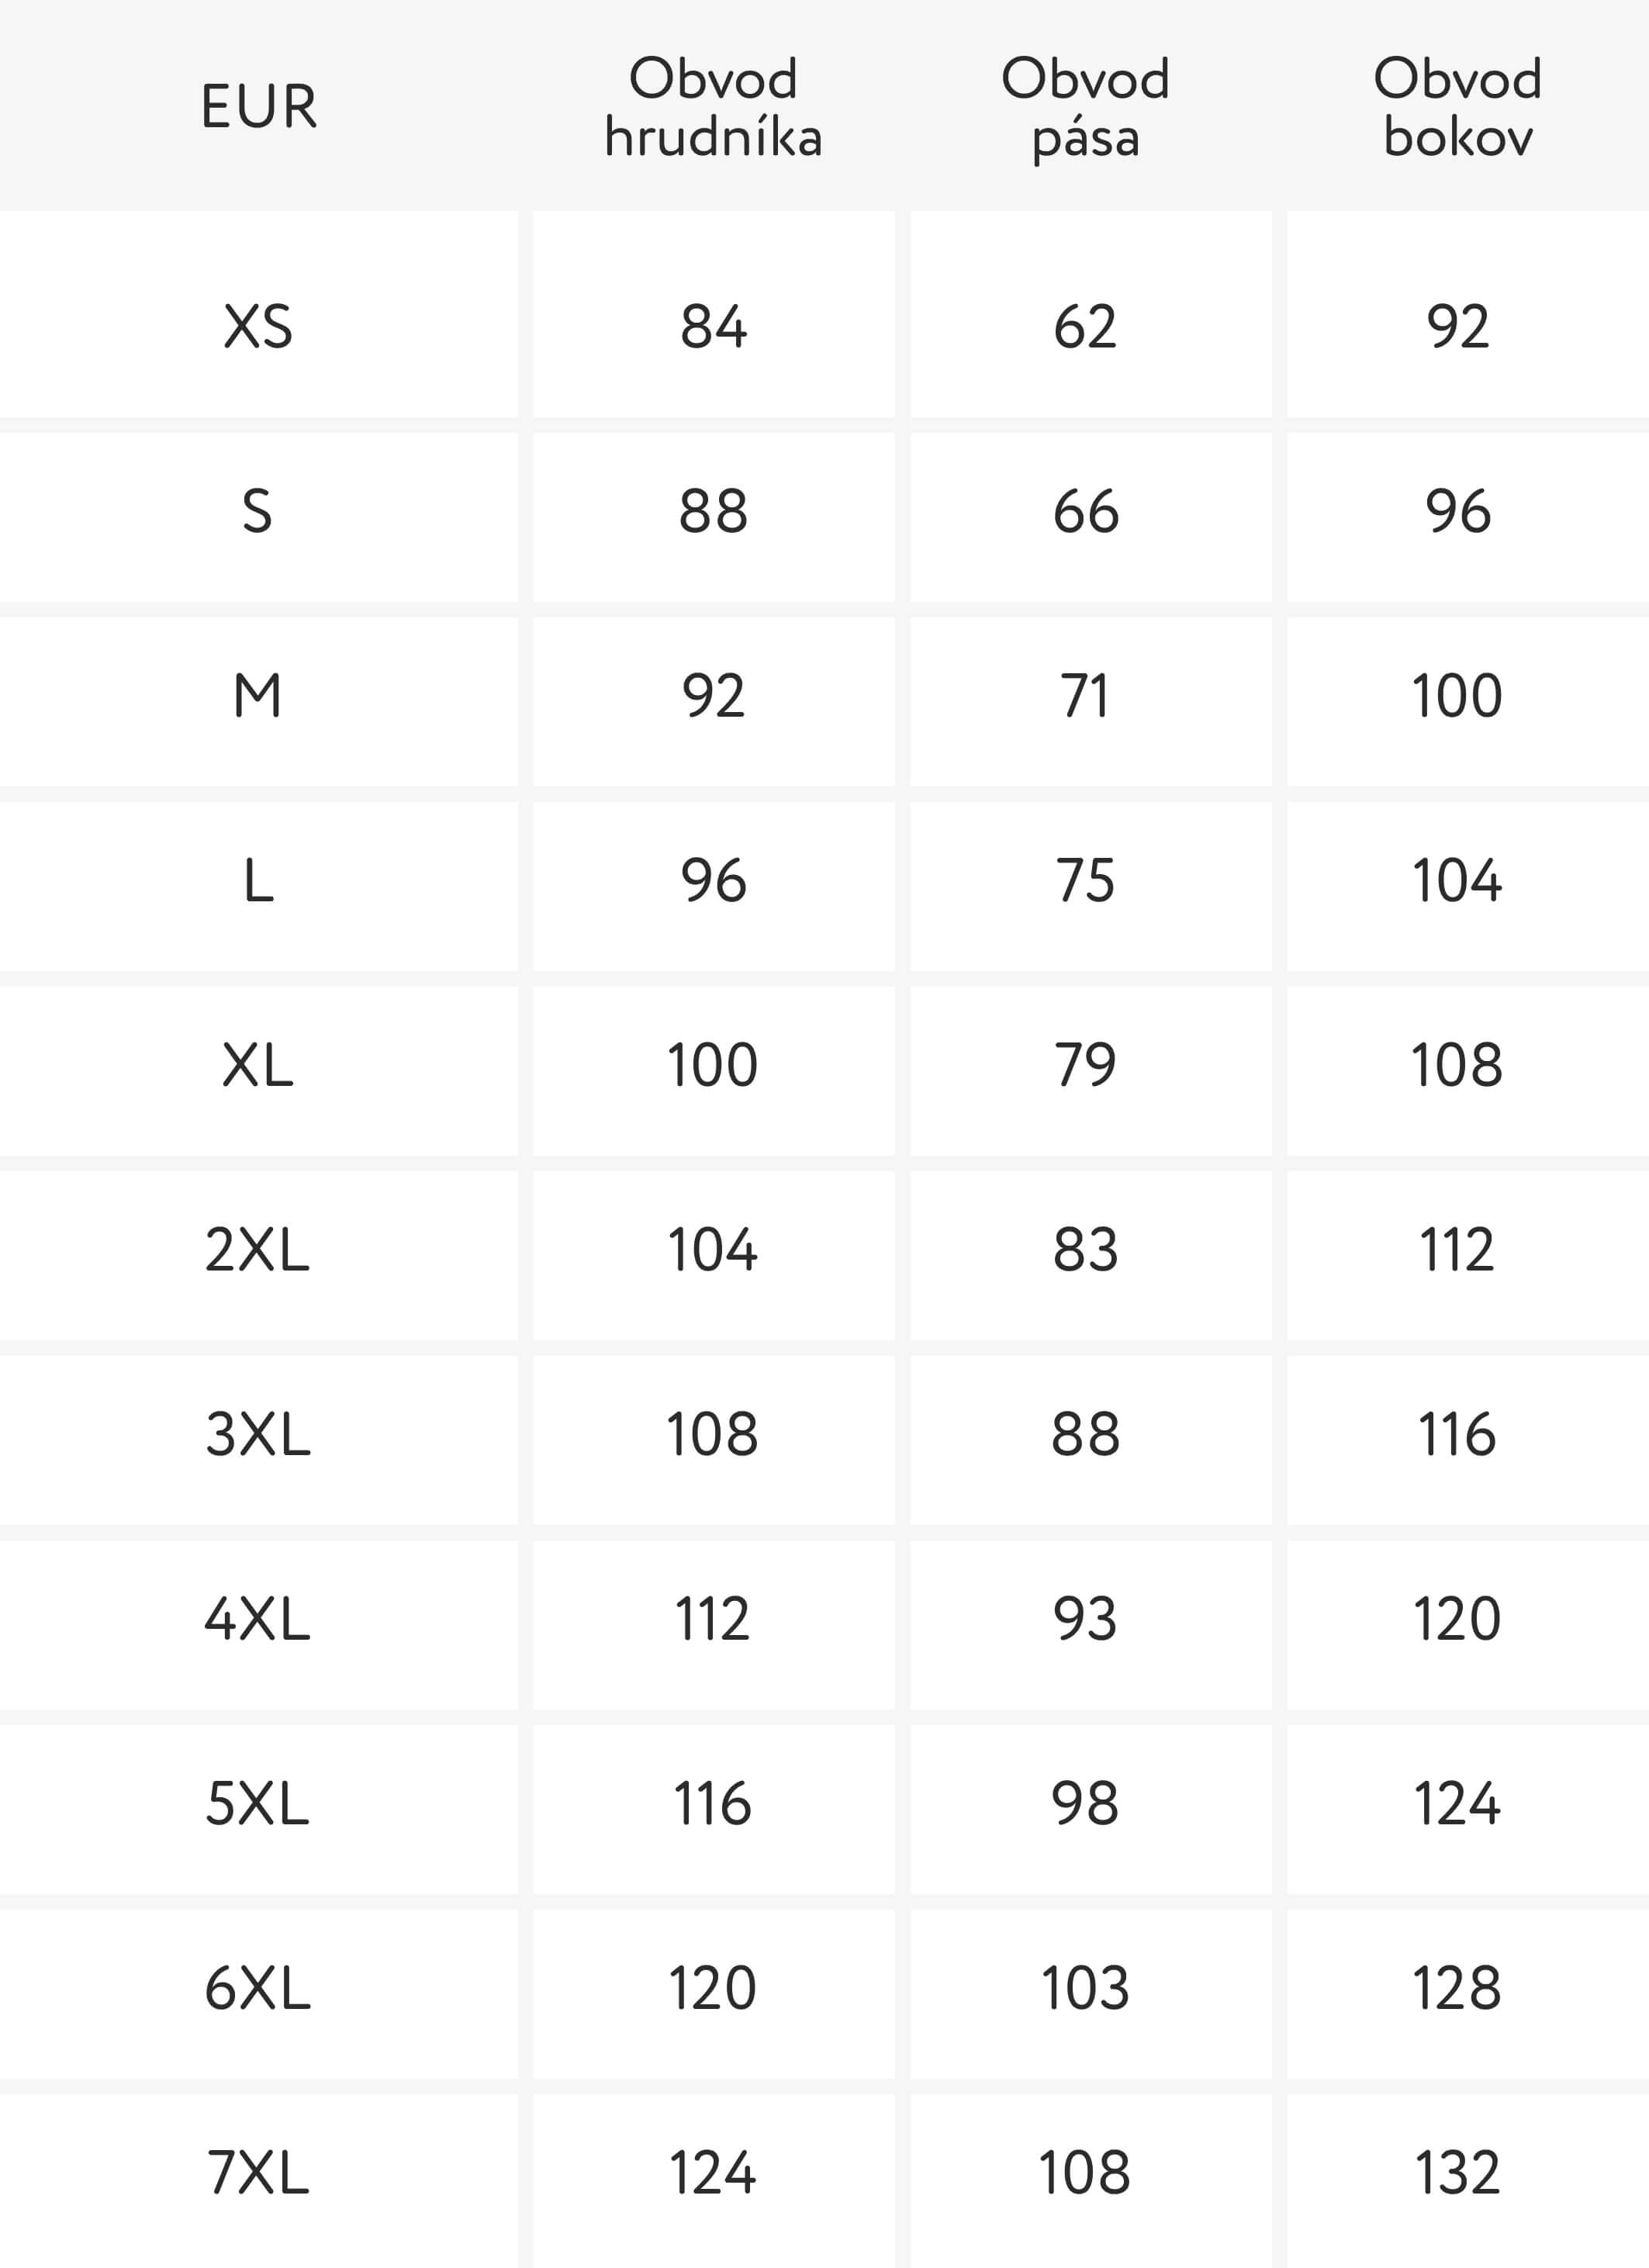 EUR
Obvod hrudníka
Obvod pása
Obvod bokov
XS 84 62 92
S 88 66 96
M 92 71 100
L 96 75 104
XL 100 79 108
2XL 104 83 112
3XL 108 88 116
4XL 112 93 120
5XL 116 98 124
6XL 120 103 128
7XL 124 108 132